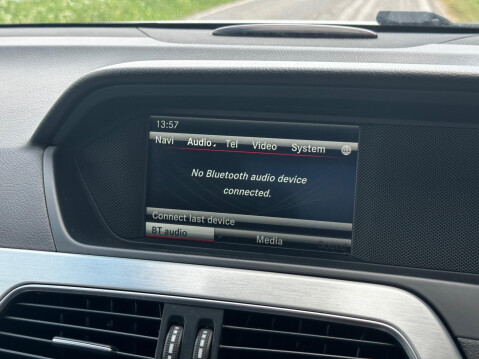 13:57
Navi Audio Tel Video System
No Bluetooth audio device
connected.
Connect last device
BT audio Media